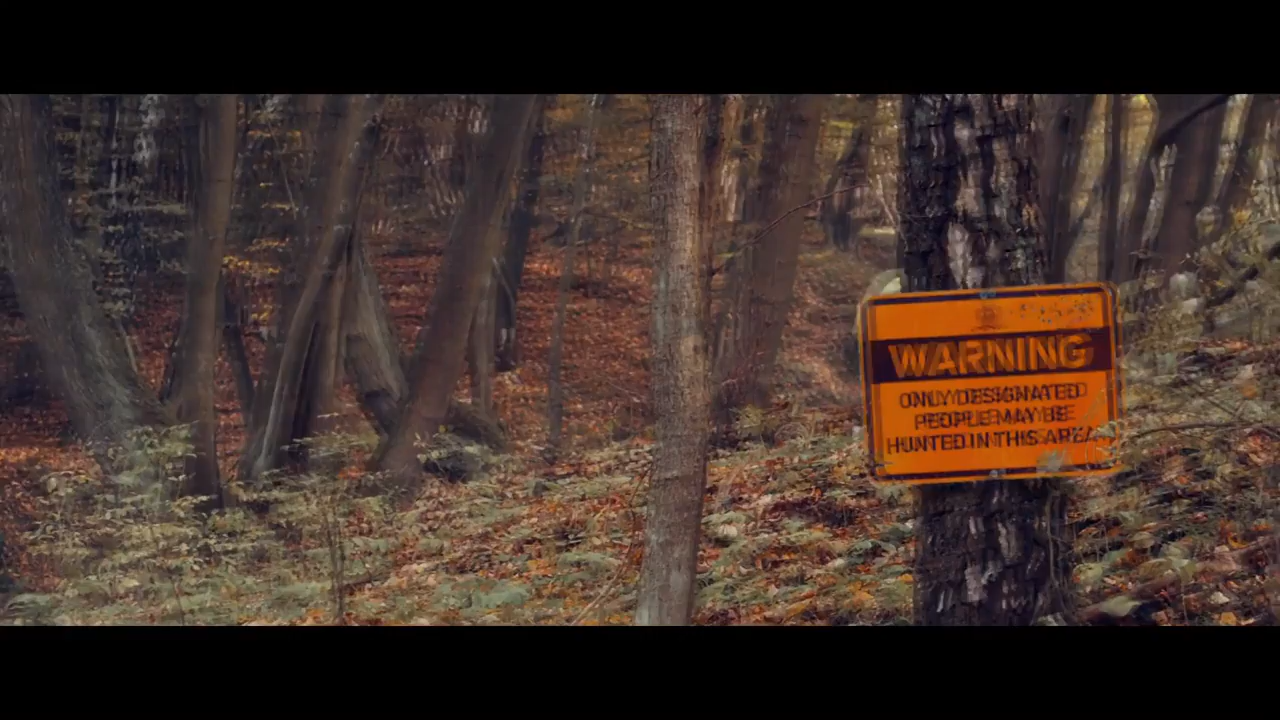 WARNING
ONLY DESIGNATED
PEOPLE MAY BE
HUNTED IN THIS AREA